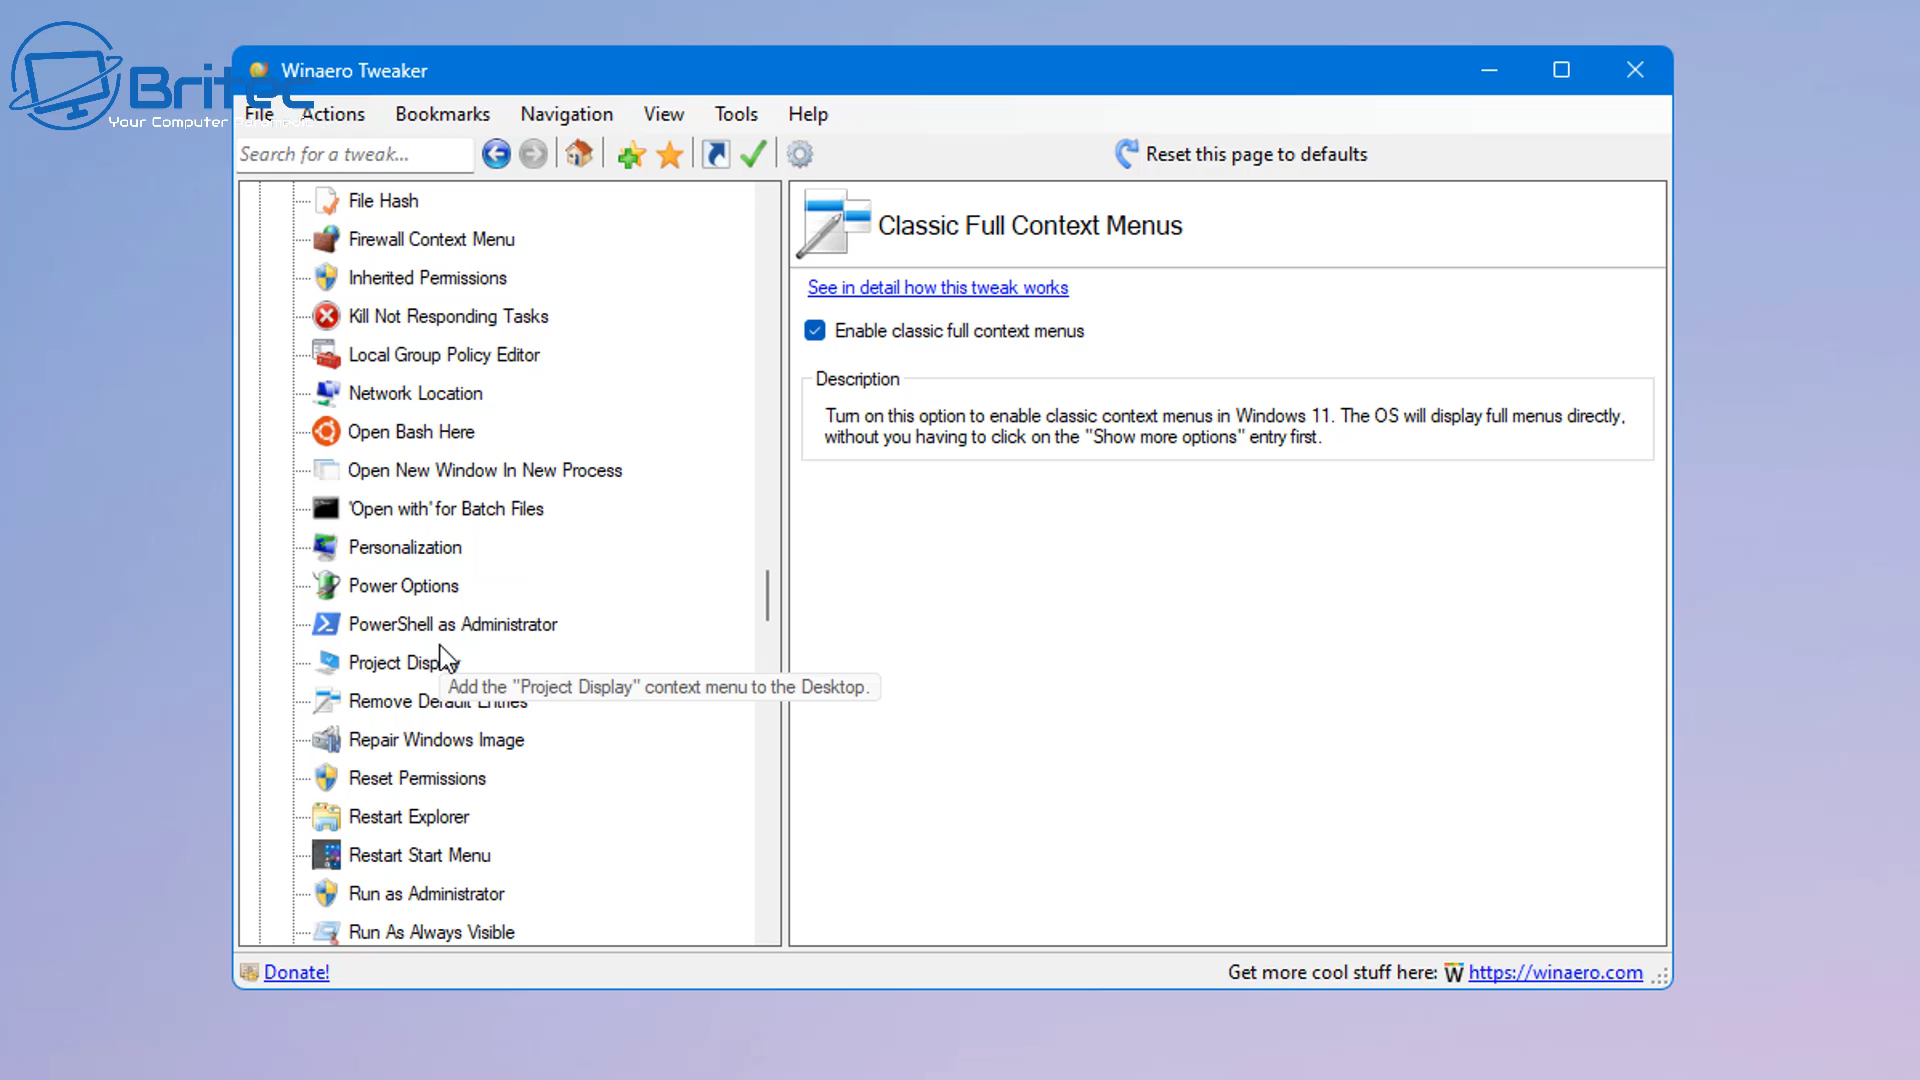 Britec
Your Computer
Winaero Tweaker
File Actions Bookmarks Navigation View Tools Help
Search for a tweak...
Reset this page to defaults
File Hash
Firewall Context Menu
Inherited Permissions
Kill Not Responding Tasks
Local Group Policy Editor
Network Location
Open Bash Here
Open New Window In New Process
'Open with' for Batch Files
Personalization
Power Options
PowerShell as Administrator
Project Display
Add the "Project Display" context menu to the Desktop.
Remove Default Entries
Repair Windows Image
Reset Permissions
Restart Explorer
Restart Start Menu
Run as Administrator
Run As Always Visible
Classic Full Context Menus
See in detail how this tweak works
Enable classic full context menus
Description
Turn on this option to enable classic context menus in Windows 11. The OS will display full menus directly,
without you having to click on the "Show more options" entry first.
Donate!
Get more cool stuff here: W https://winaero.com